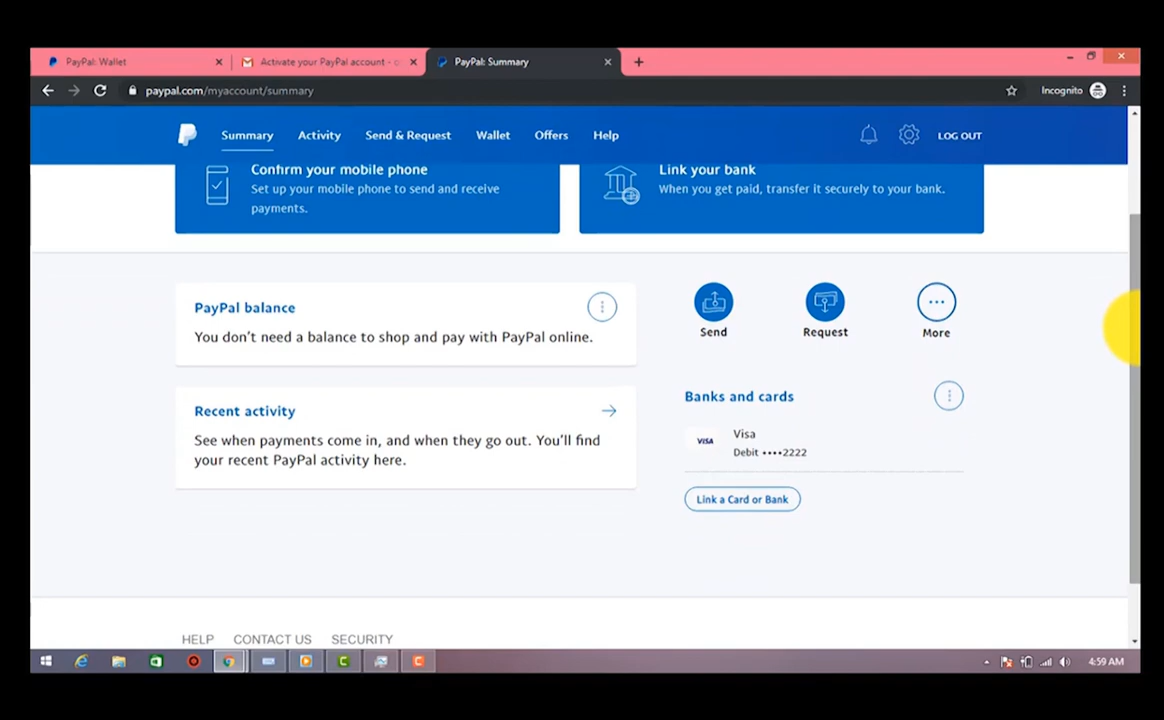 PayPal: Wallet
Activate your PayPal account -
PayPal: Summary
paypal.com/myaccount/summary
Incognito
Summary
Activity
Send & Request
Wallet
Offers
Help
LOG OUT
Confirm your mobile phone
Set up your mobile phone to send and receive
payments.
Link your bank
When you get paid, transfer it securely to your bank.
PayPal balance
You don't need a balance to shop and pay with PayPal online.
Send
Request
More
Recent activity
See when payments come in, and when they go out. You'll find
your recent PayPal activity here.
Banks and cards
VISA
Visa
Debit ••••2222
Link a Card or Bank
HELP
CONTACT US
SECURITY
4:59 AM